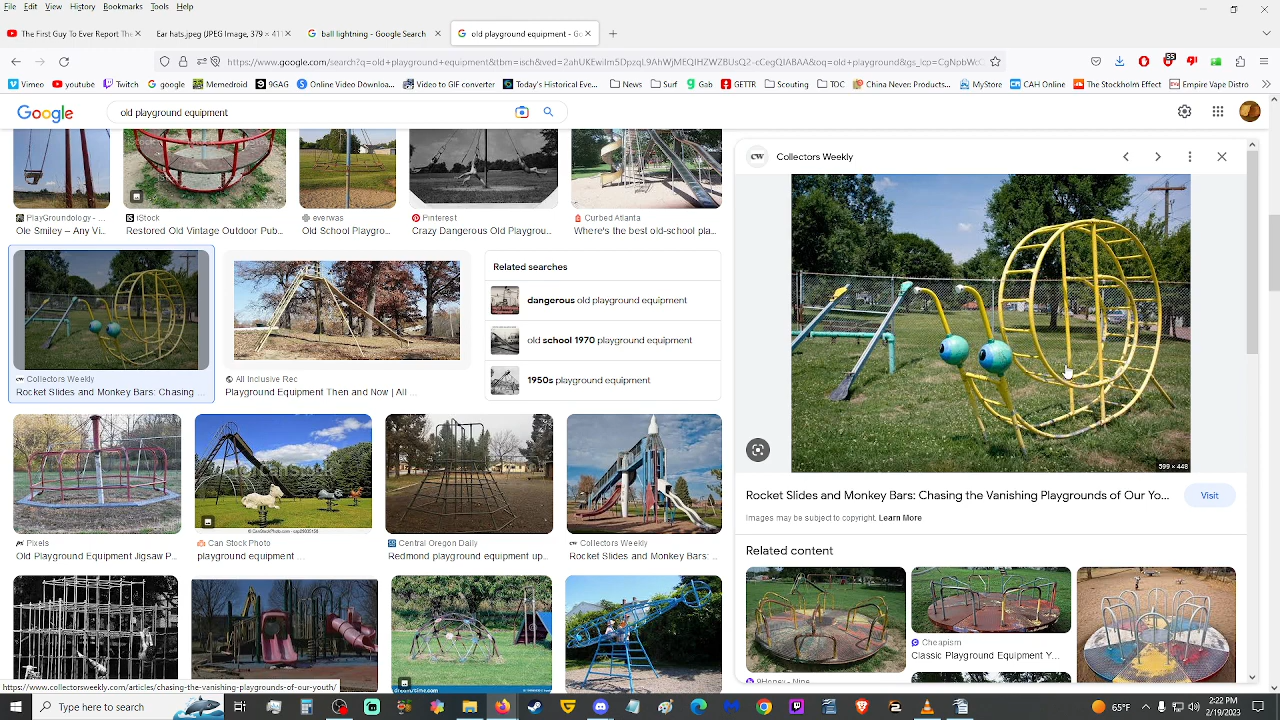 File Edit View History Bookmarks Tools Help
The First Guy To Ever Report The
Ear hats.jpeg (JPEG Image, 379 × 41
ball lightning - Google Search
old playground equipment - Go
https://www.google.com/search?q=old+playground+equipment&tbm=isch&ved=
55
Vimeo youtube Twitch google Memedroid 9GAG Online Video Downloa... Video to GIF Inverter Today's Historical Eve... News Surf Gab GETTR Scouting TOC China News+ Products... MyStore CAH Online The Stockholm Effect Empire Vapes Distro
Google
old playground equipment
PlayGroundology - ...
Ole Smiley – Any Vi...
iStock
Restored Old Vintage Outdoor Pub...
everwas
Old School Playgro...
Pinterest
Crazy Dangerous Old Playgrou...
Curbed Atlanta
Where's the best old-school pla...
Collectors Weekly
Rocket Slides and Monkey Bars: Chasing ...
All Inclusive Rec
Playground Equipment Then and Now | All ...
Related searches
dangerous old playground equipment
old school 1970 playground equipment
1950s playground equipment
Pixels
Old Playground Equipment Jigsaw P...
Can Stock Photo
playground equipment ...
Central Oregon Daily
Redmond playground equipment up...
Collectors Weekly
Rocket Slides and Monkey Bars: ...
dreamstime.com
CW Collectors Weekly
599 × 448
Rocket Slides and Monkey Bars: Chasing the Vanishing Playgrounds of Our Yo...
Visit
Images may be subject to copyright. Learn More
Related content
Cheapism
Classic Playground Equipment Y...
9Honey - Nine
https://www.collectorsweekly.com/articles/chasing-the-vanishing-playgrounds-of-our-youth/
Type here to search
65°F
2:22 PM
2/19/2023